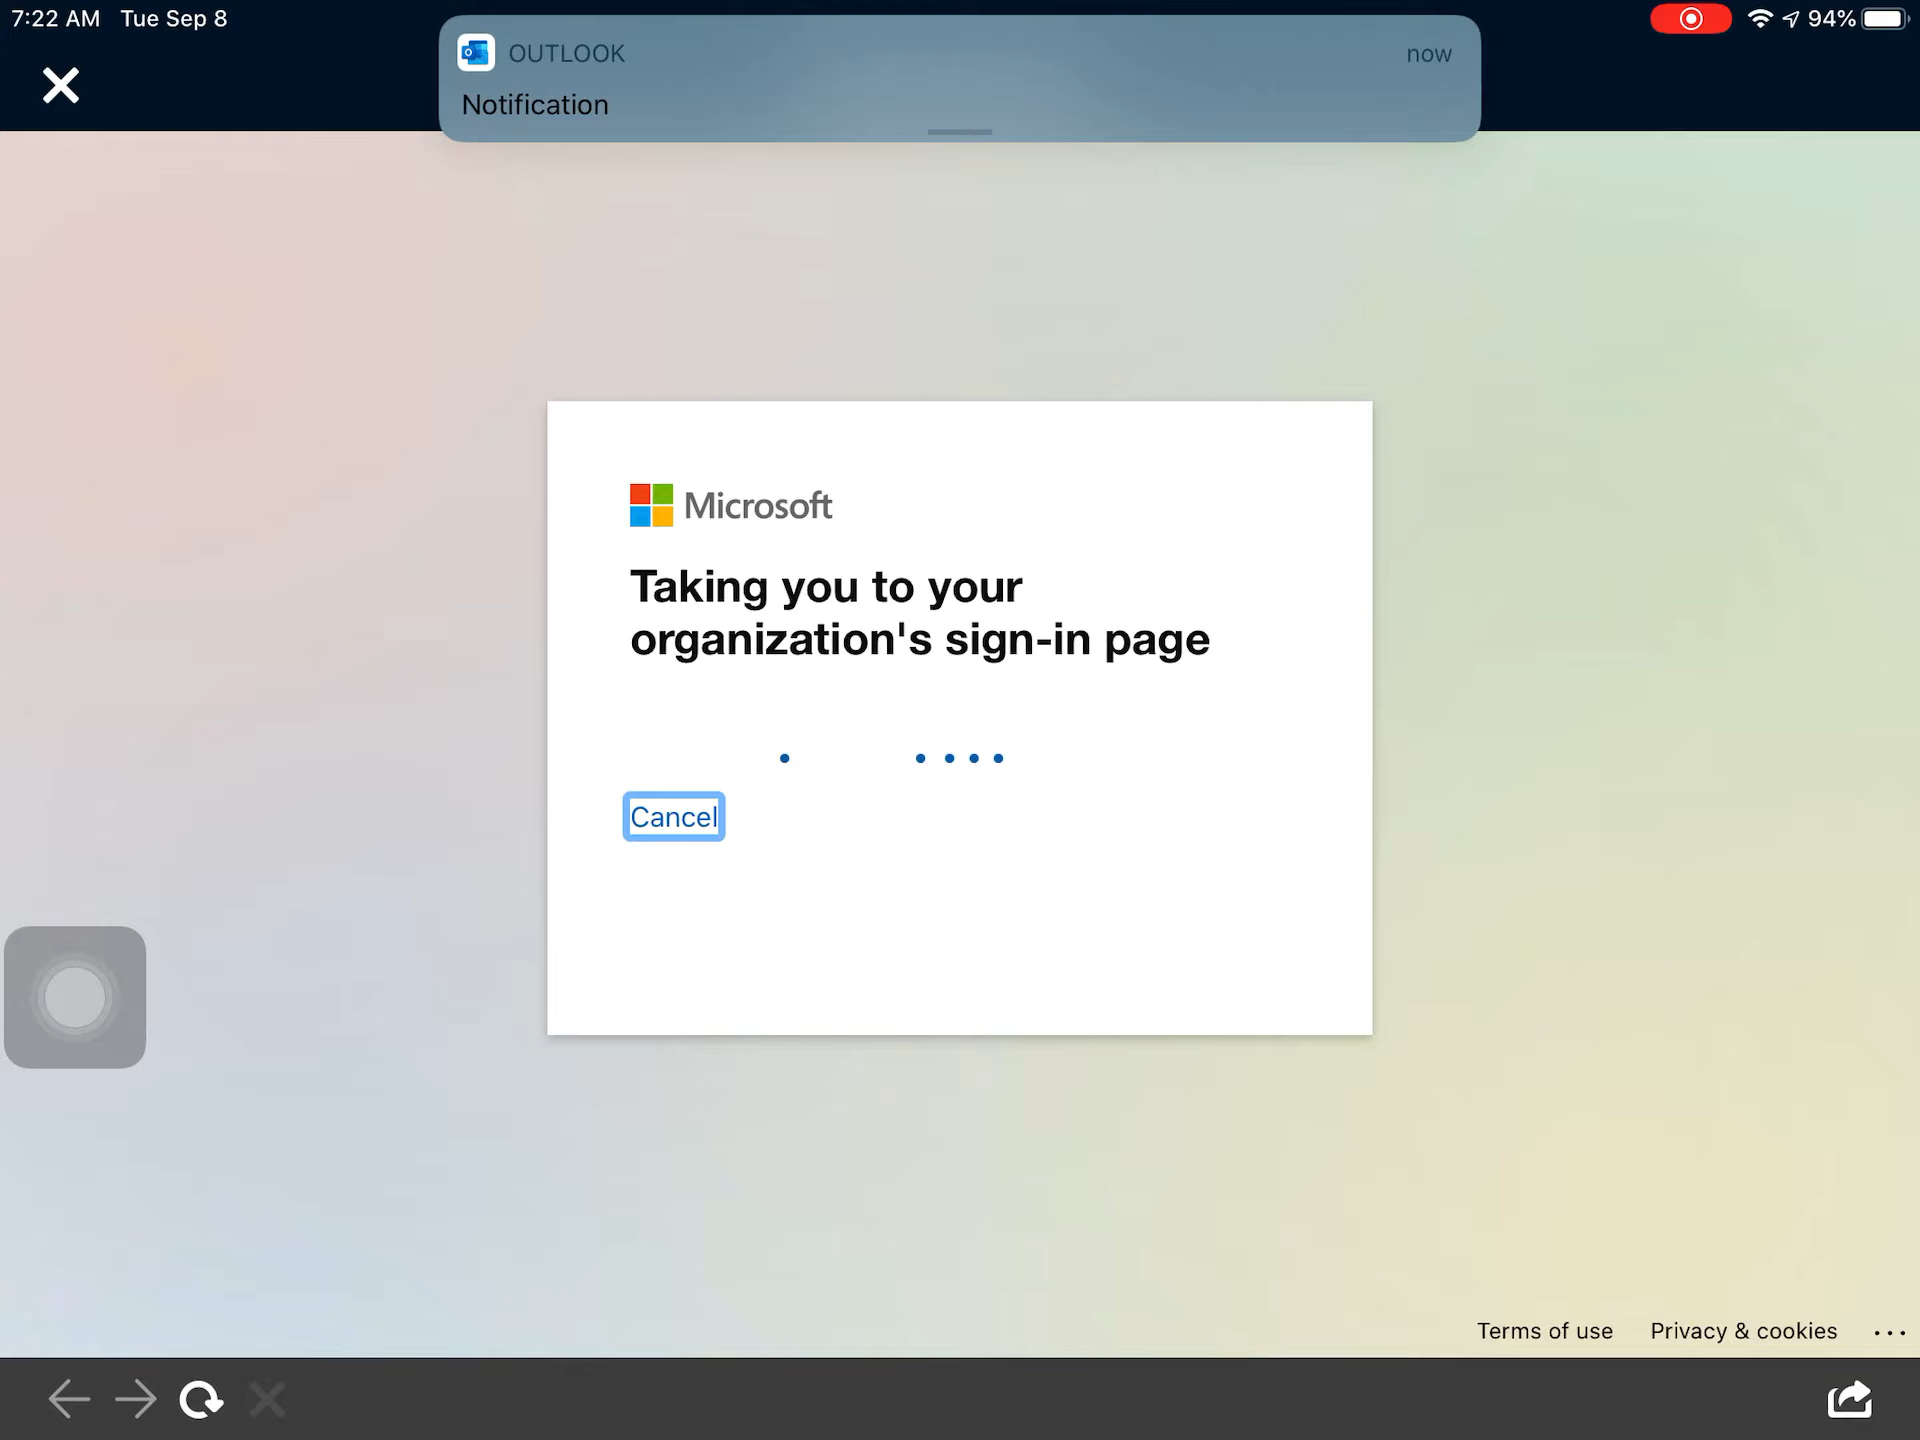 7:22 AM Tue Sep 8
94%
OUTLOOK
now
Notification
Microsoft
Taking you to your
organization's sign-in page
Cancel
Terms of use
Privacy & cookies
...